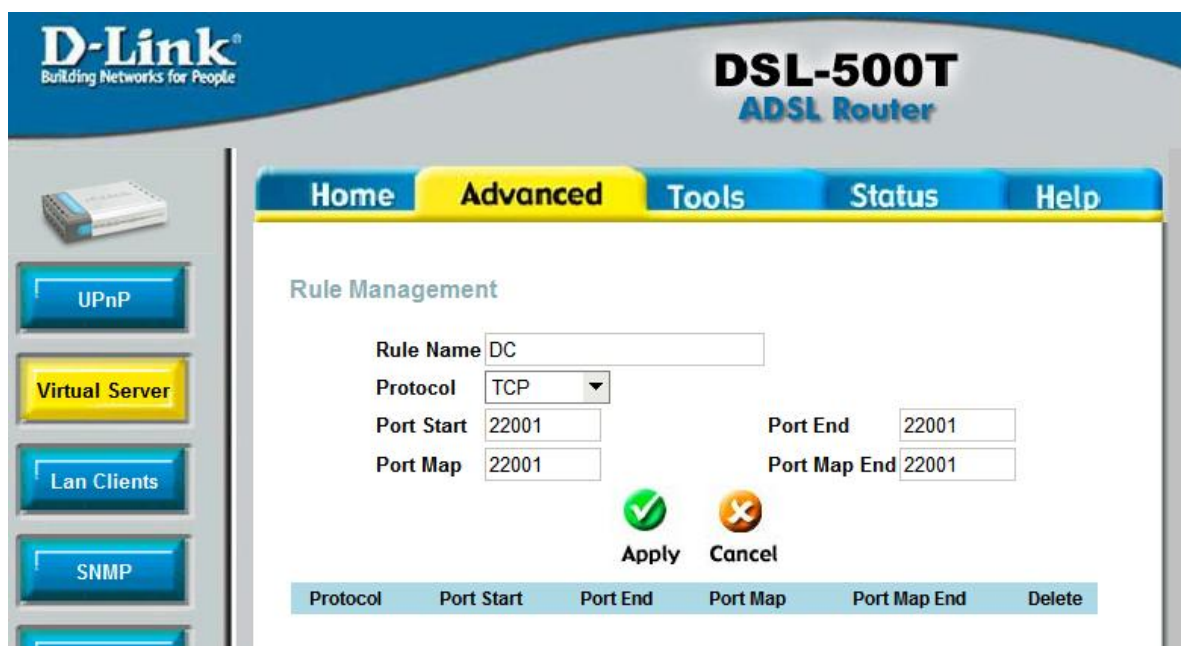 D-Link®
Building Networks for People
DSL-500T
ADSL Router
Home Advanced Tools Status Help
UPnP
Virtual Server
Lan Clients
SNMP
Rule Management
Rule Name DC
Protocol TCP
Port Start 22001 Port End 22001
Port Map 22001 Port Map End 22001
Apply Cancel
Protocol Port Start Port End Port Map Port Map End Delete